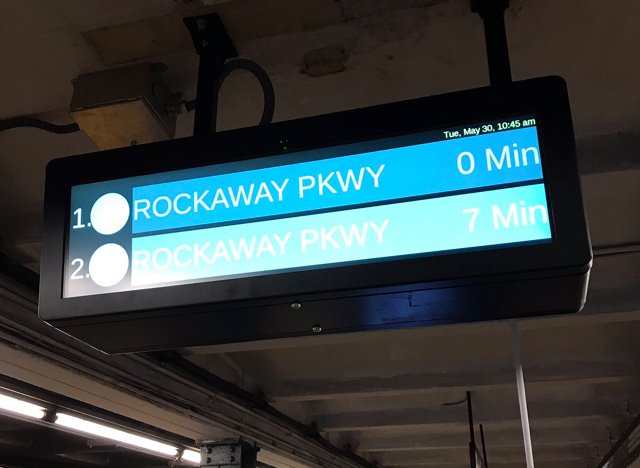 Tue, May 30, 10:45 am
1. ROCKAWAY PKWY 0 Min
2. ROCKAWAY PKWY 7 Min